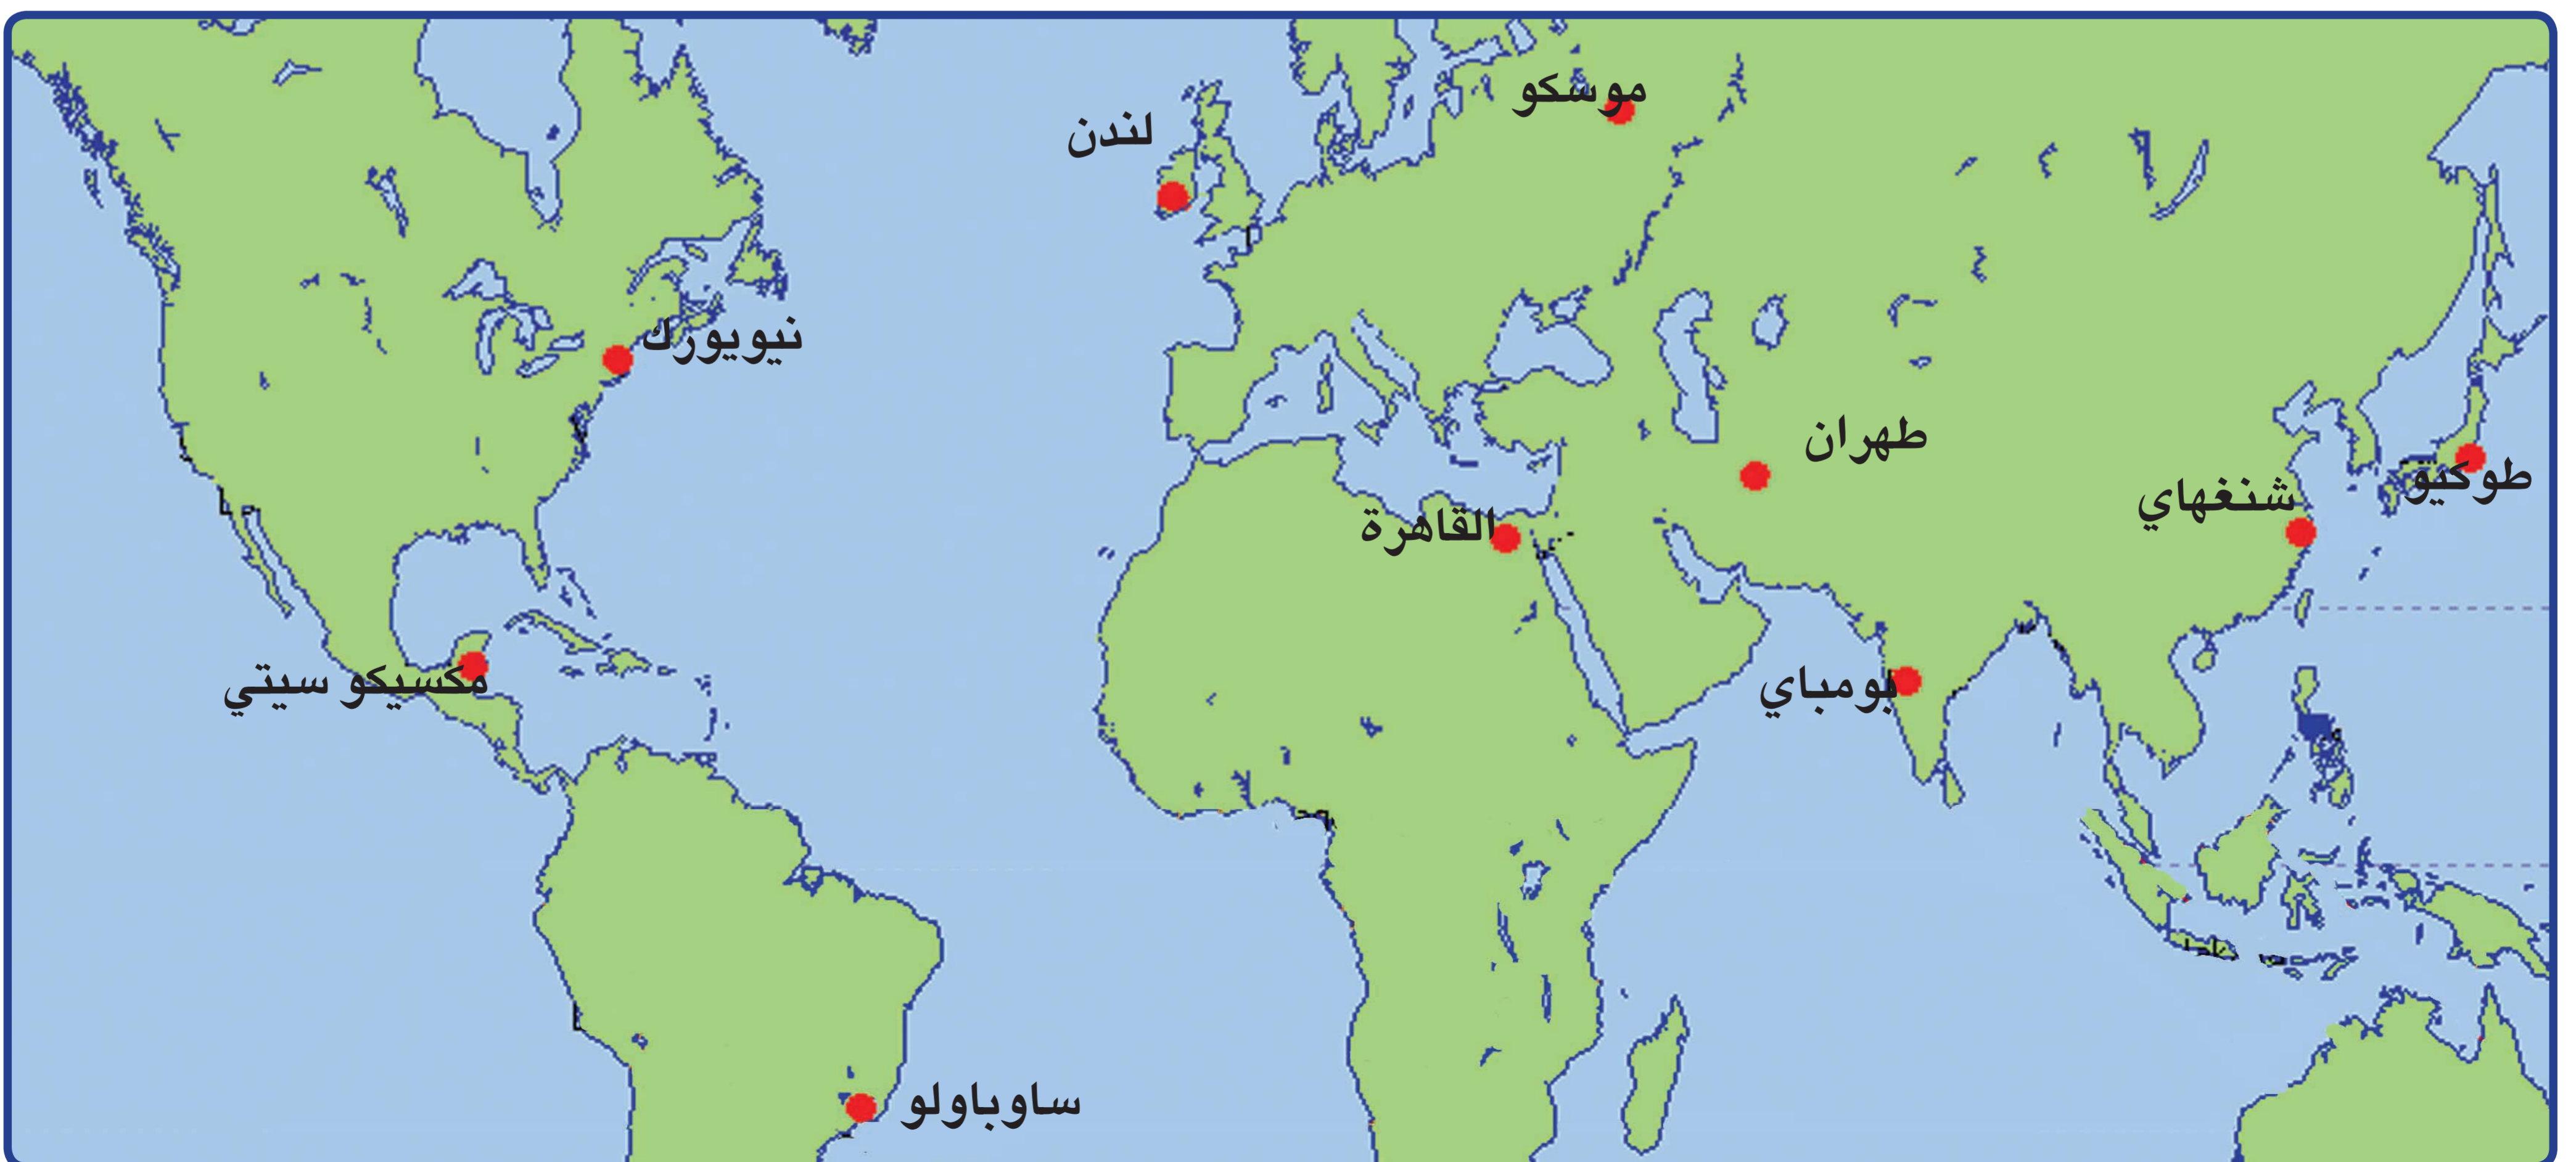 موسكو
لندن
نيويورك
طهران
طوكيو
شنغهاي
القاهرة
مكسيكو سيتي
بومباي
ساوباولو